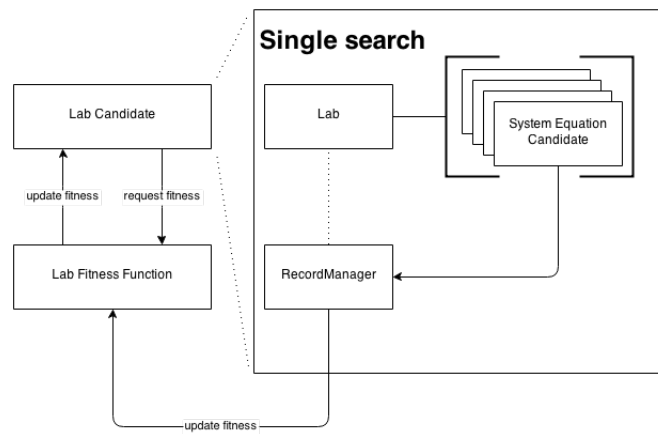 Single search
Lab Candidate
Lab
System Equation
Candidate
update fitness
request fitness
Lab Fitness Function
RecordManager
update fitness